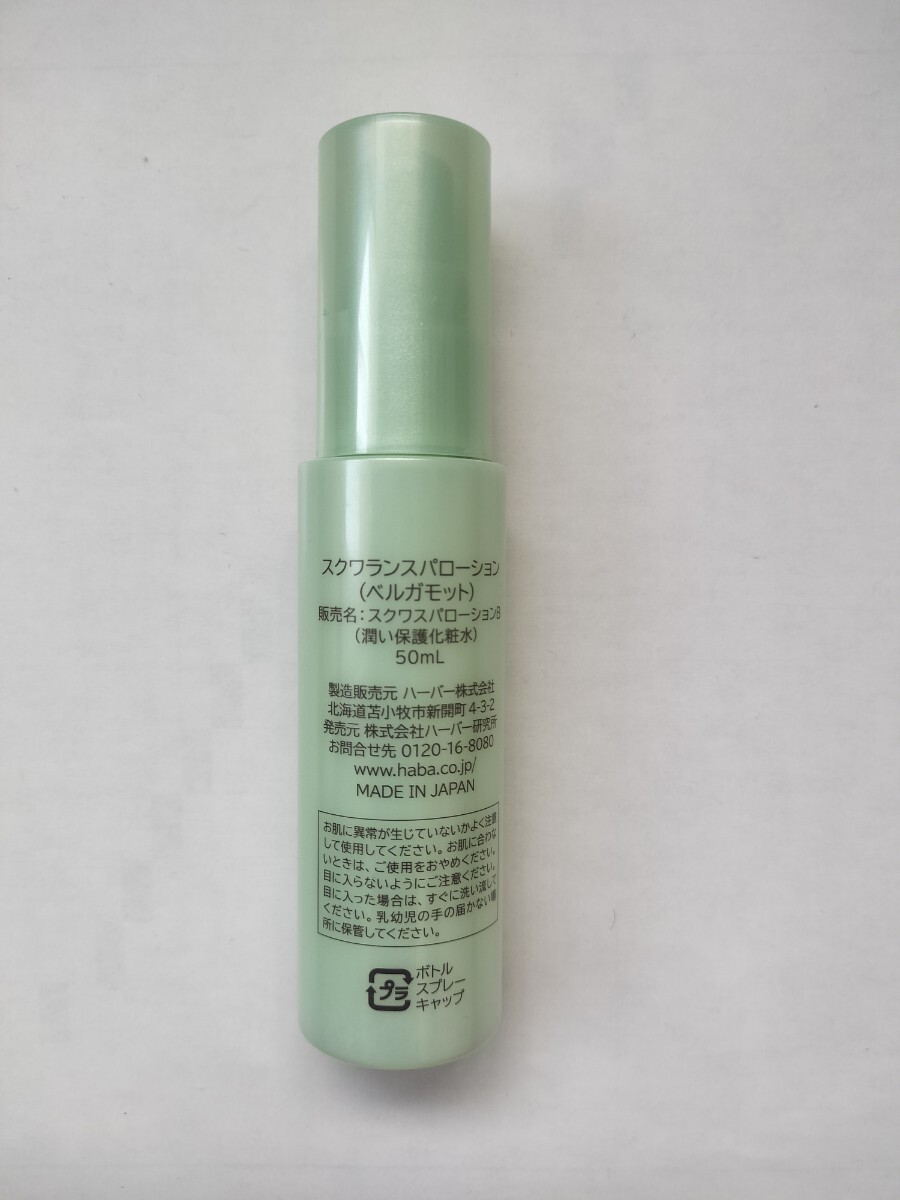 スクワランスパローション
(ベルガモット)
販売名:スクワスパローションB
(潤い保護化粧水)
50mL
製造販売元 ハーバー株式会社
北海道苫小牧市新開町4-3-2
発売元 株式会社ハーバー研究所
お問合せ先 0120-16-8080
www.haba.co.jp/
MADE IN JAPAN
お肌に異常が生じていないかよく注意
して使用してください。お肌に合わな
いときは、ご使用をおやめください。
目に入らないようにご注意ください。
目に入った場合は、すぐに洗い流して
ください。乳幼児の手の届かない場
所に保管してください。
プラ
ボトル
スプレー
キャップ